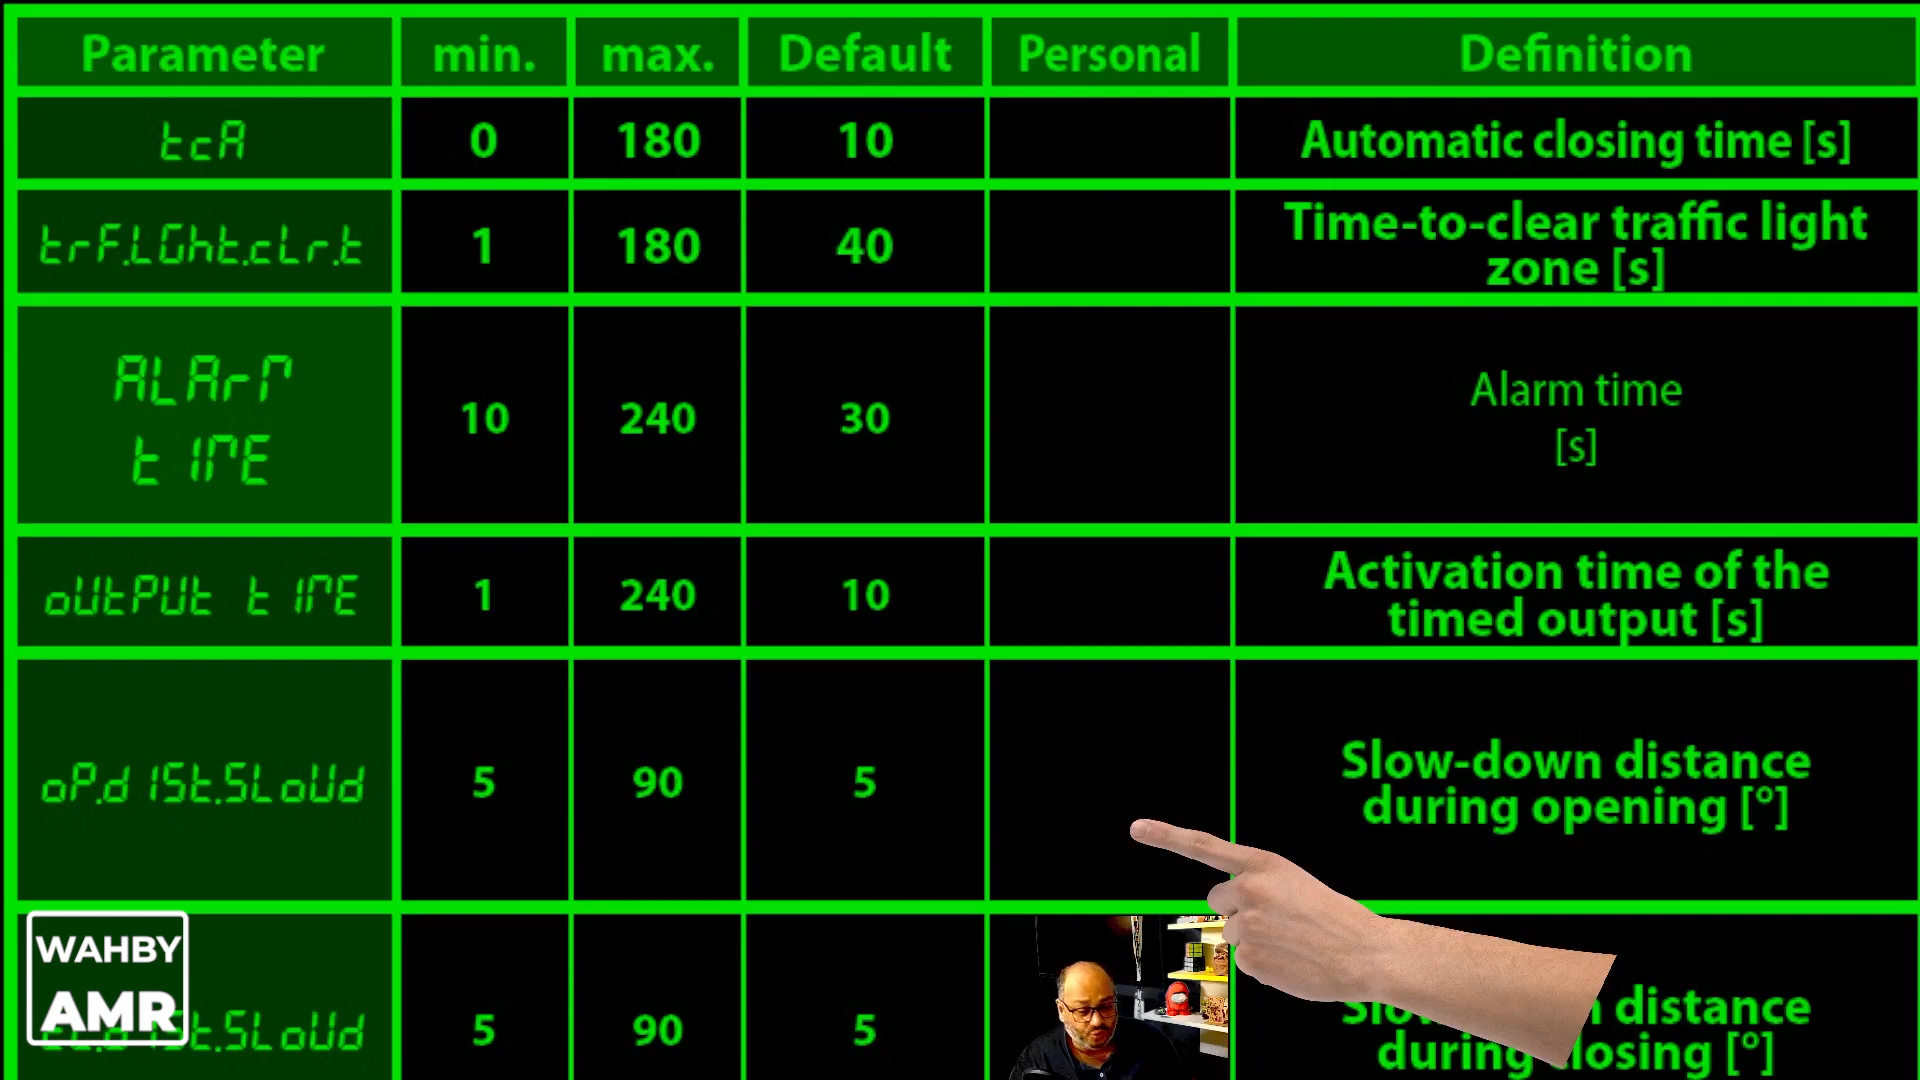 Parameter min. max. Default Personal Definition
tcA 0 180 10 Automatic closing time [s]
trF.LGht.cLr.t 1 180 40 Time-to-clear traffic light
zone [s]
ALArM
tIME 10 240 30 Alarm time
[s]
oUtPUt tIME 1 240 10 Activation time of the
timed output [s]
oP.dISt.SLoUd 5 90 5 Slow-down distance
during opening [°]
WAHBY
AMR
dISt.SLoUd 5 90 5 distance
during [°]